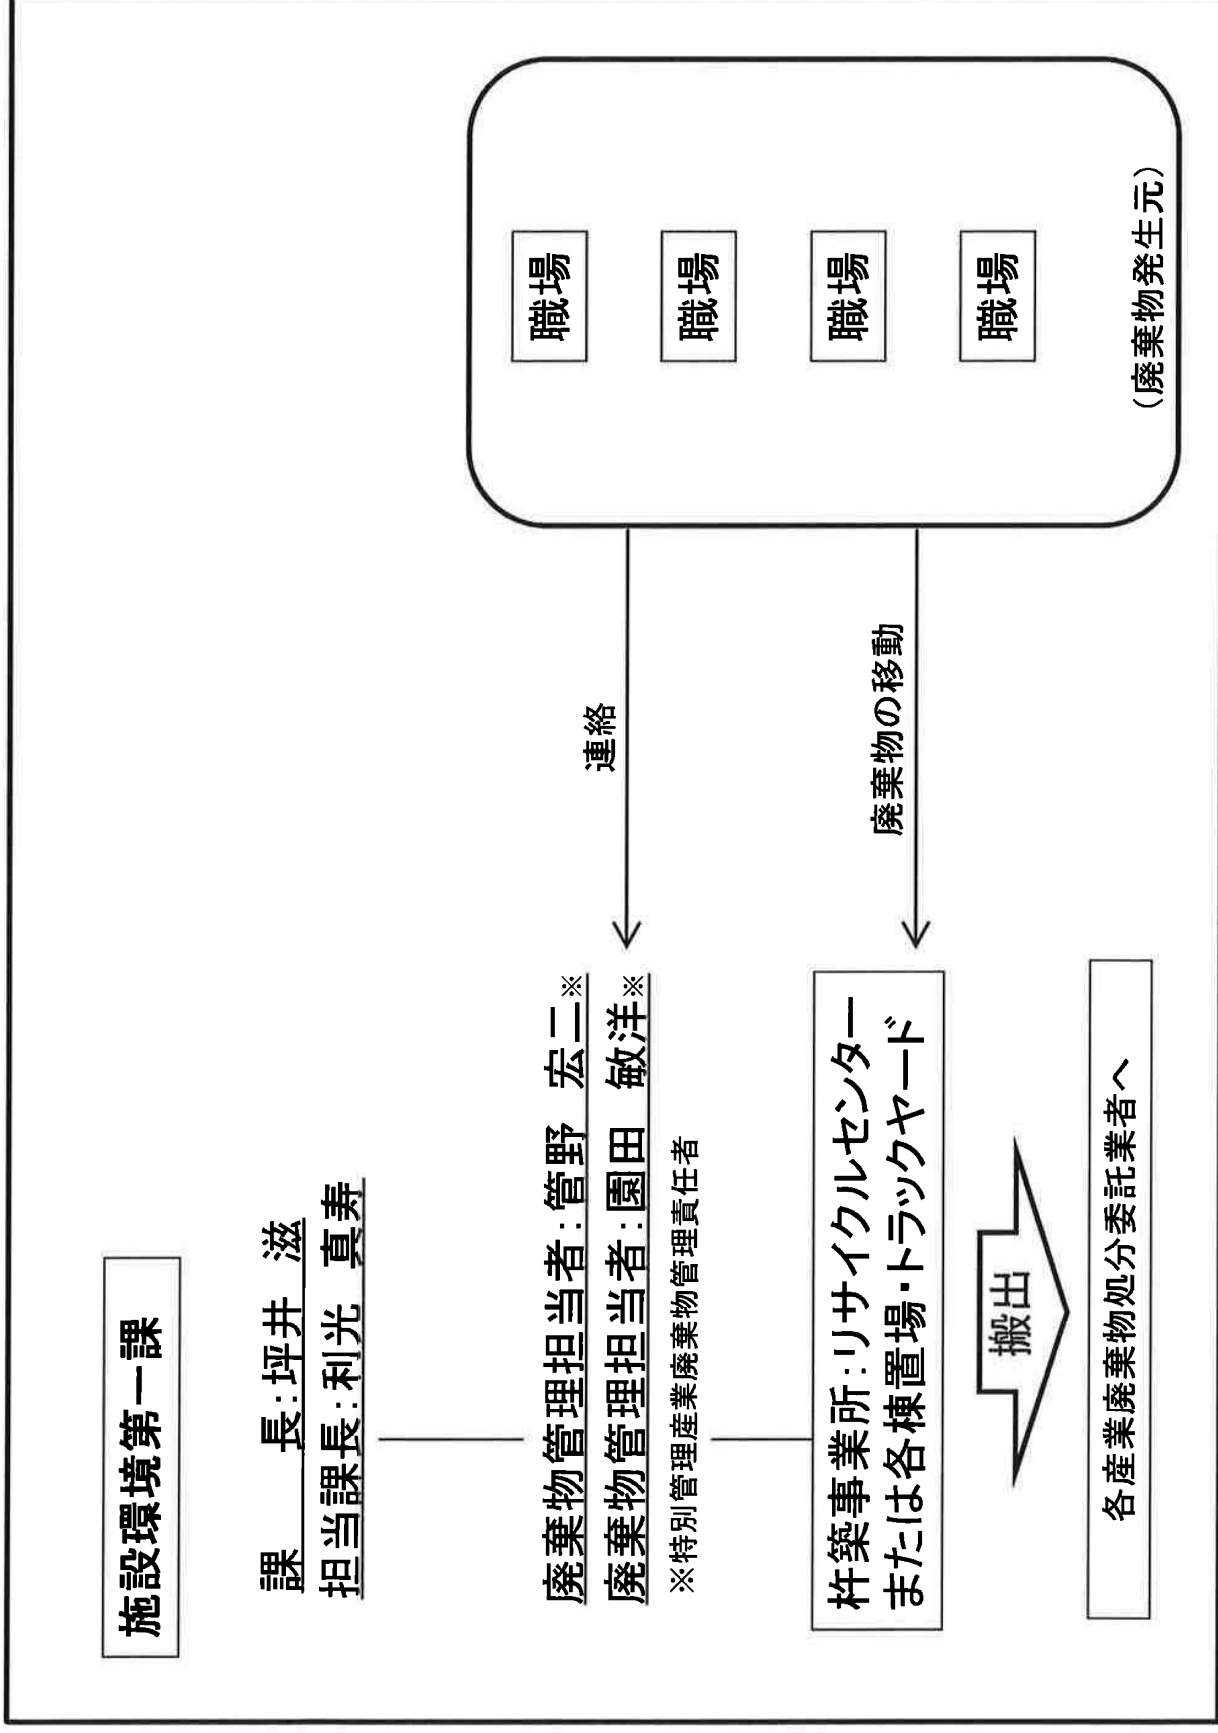 施設環境第一課
課　　長:坪井　滋
担当課長:利光　真寿
廃棄物管理担当者:管野　宏二※
廃棄物管理担当者:園田　敏洋※
※特別管理産業廃棄物管理責任者
連絡
廃棄物の移動
杵築事業所:リサイクルセンター
または各棟置場・トラックヤード
搬出
各産業廃棄物処分委託業者へ
職場
職場
職場
職場
(廃棄物発生元)